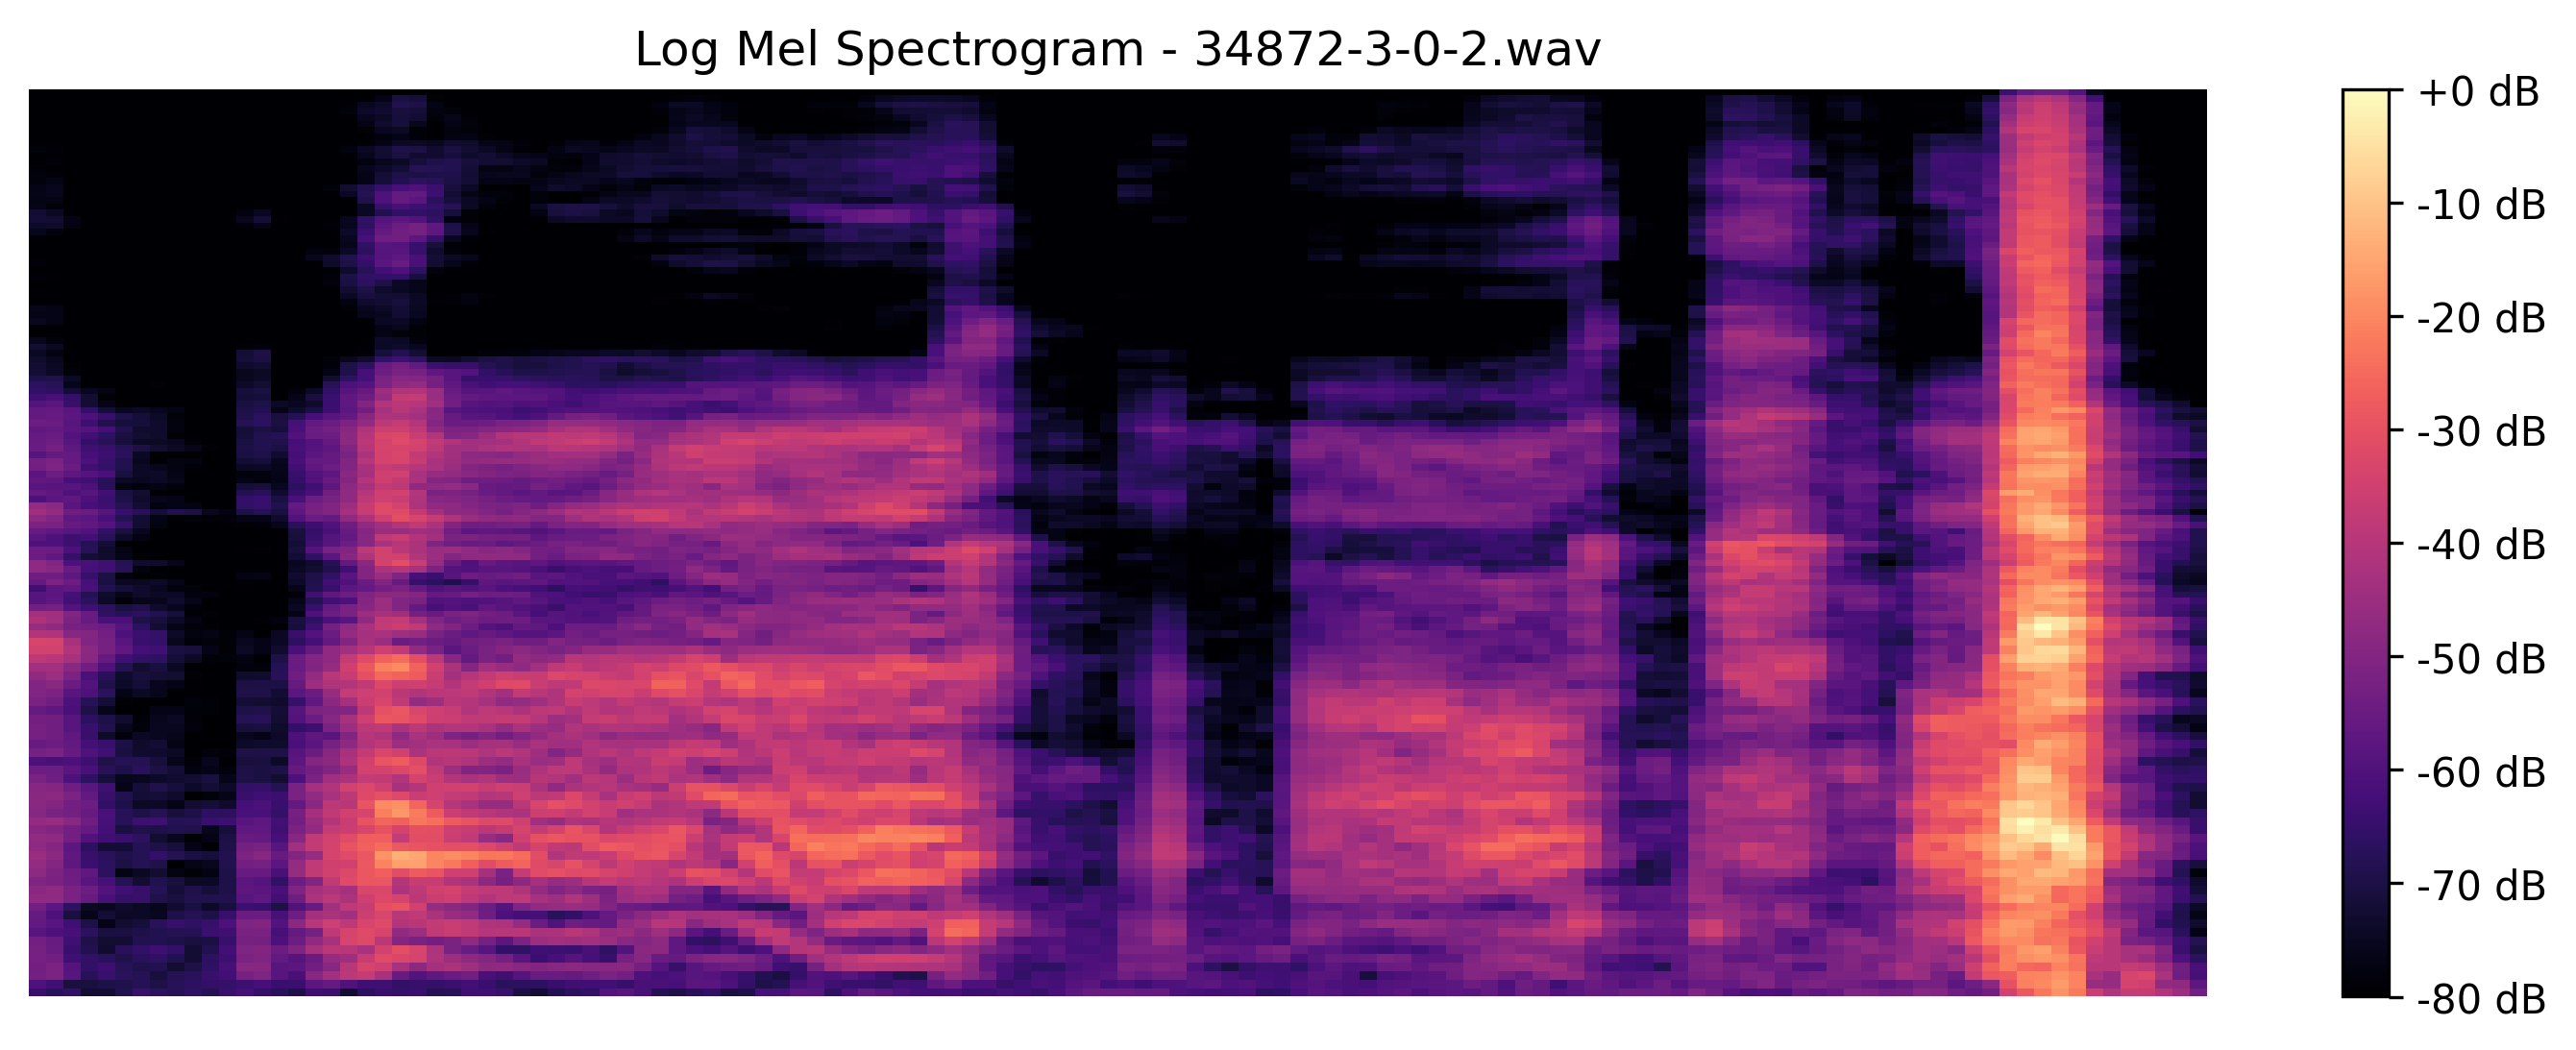 Log Mel Spectrogram - 34872-3-0-2.wav
+0 dB
-10 dB
-20 dB
-30 dB
-40 dB
-50 dB
-60 dB
-70 dB
-80 dB